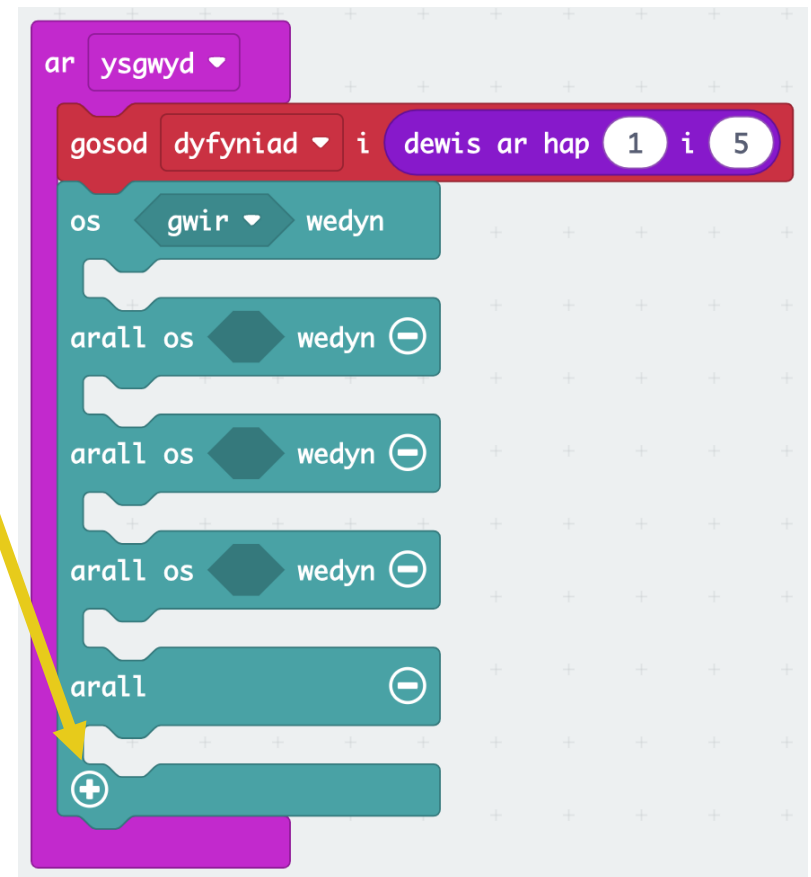 ar ysgwyd
gosod dyfyniad i dewis ar hap 1 i 5
os gwir wedyn
arall os wedyn
arall os wedyn
arall os wedyn
arall